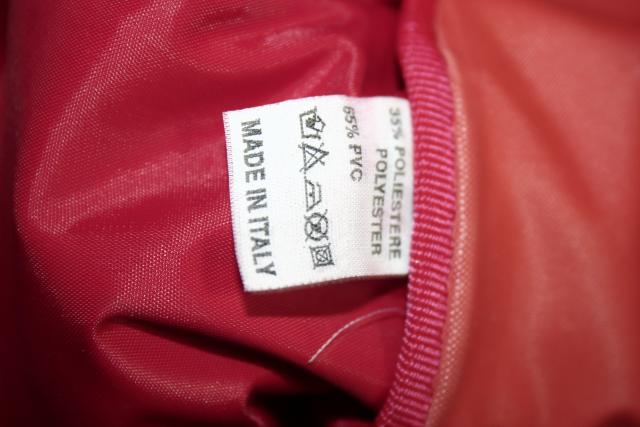 35% POLIESTERE
POLYESTER
65% PVC
MADE IN ITALY